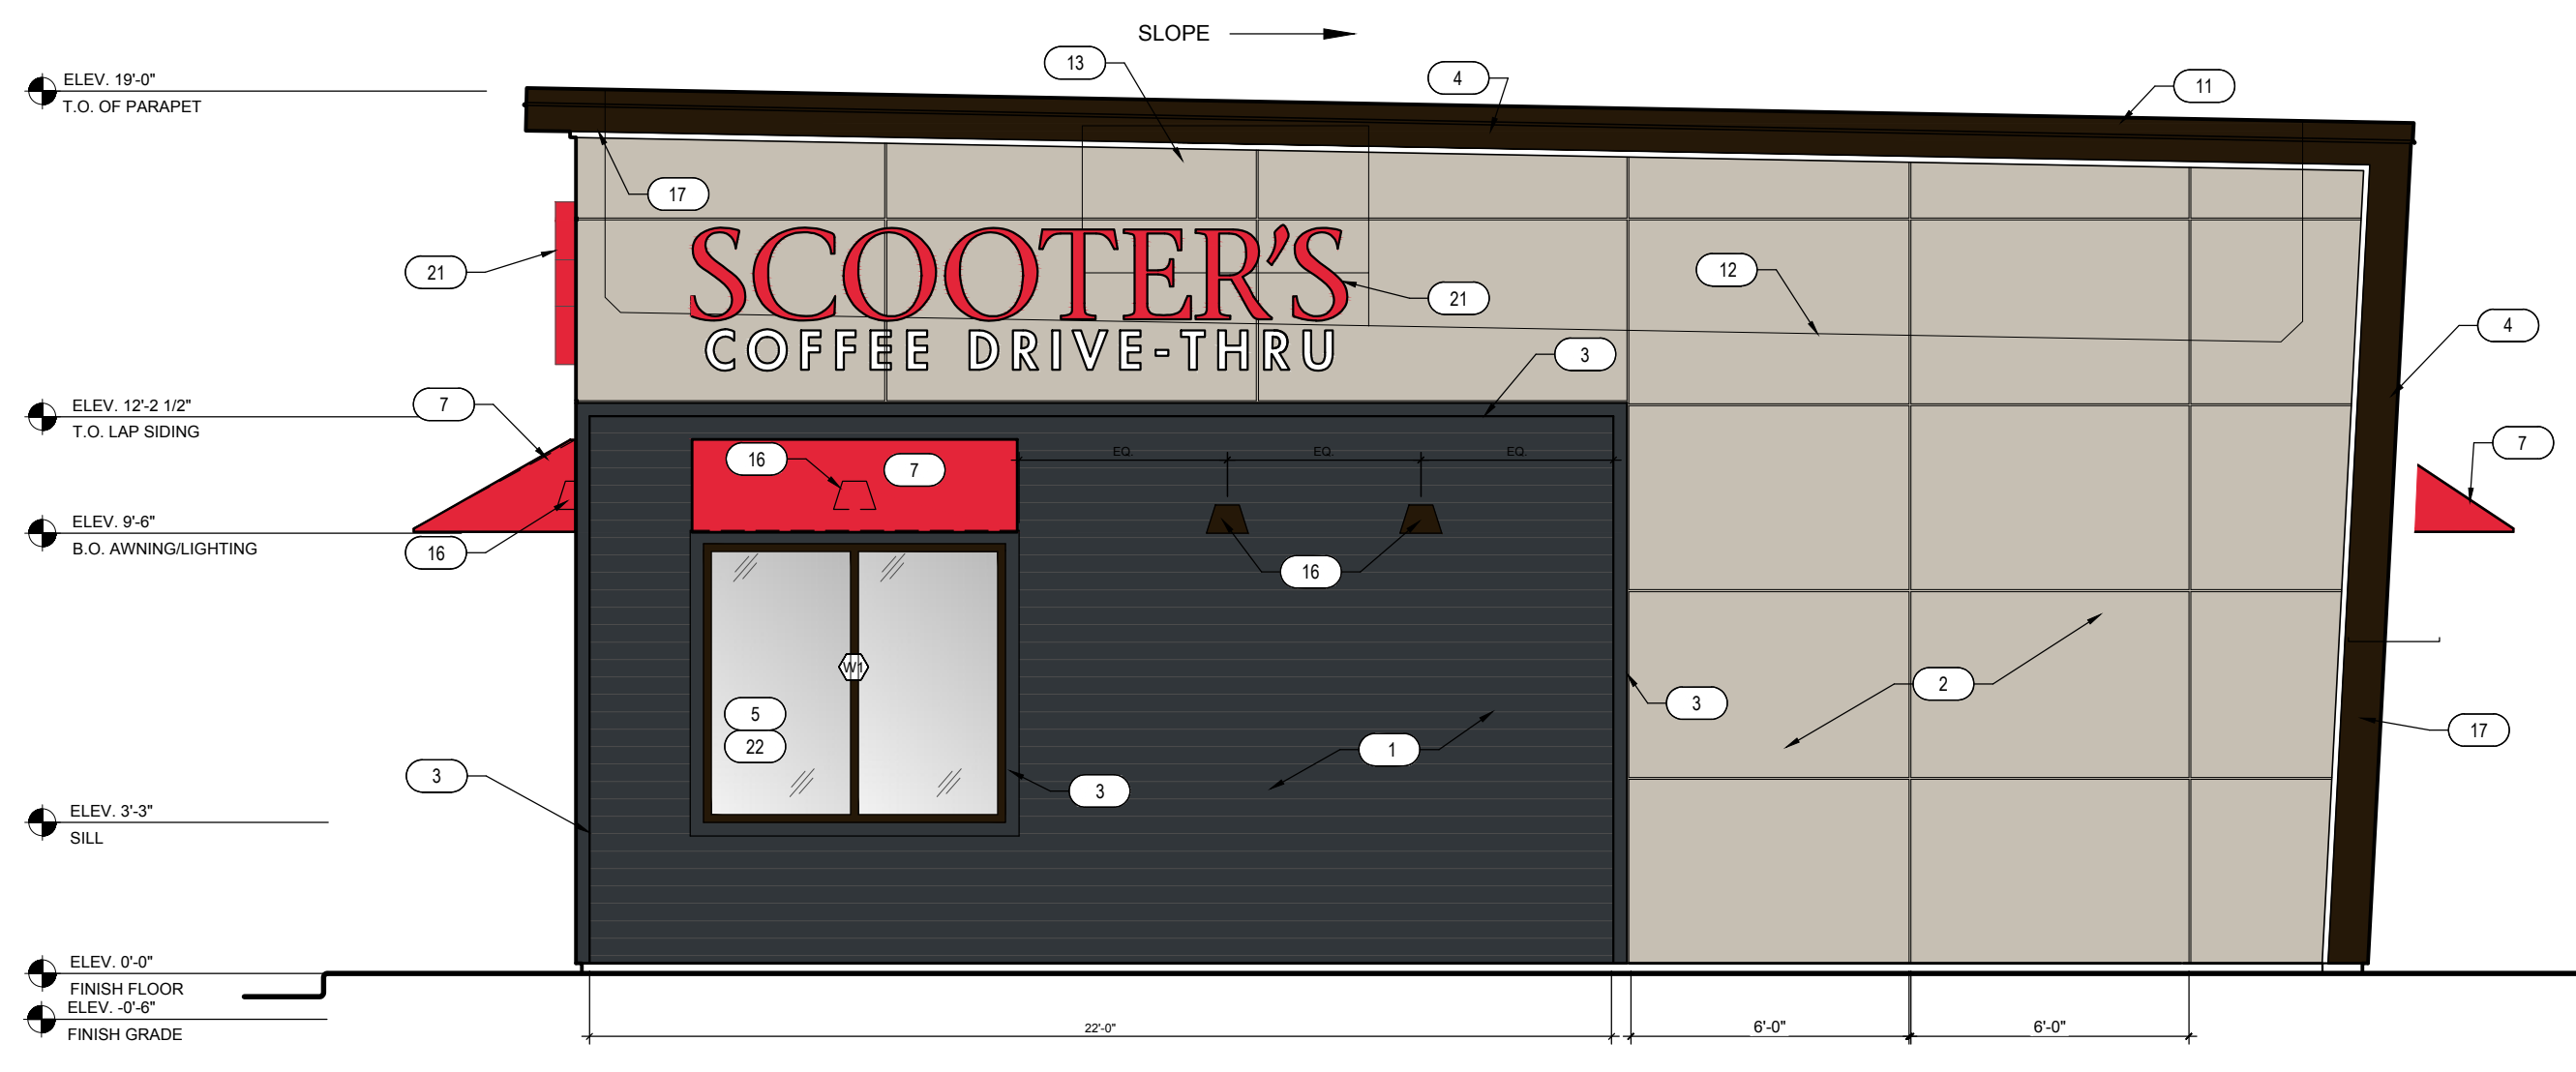 SLOPE
13
4
11
ELEV. 19'-0"
T.O. OF PARAPET
17
21
SCOOTER'S
COFFEE DRIVE-THRU
21
12
4
3
ELEV. 12'-2 1/2"
T.O. LAP SIDING
7
16
7
EQ.
EQ.
EQ.
7
ELEV. 9'-6"
B.O. AWNING/LIGHTING
16
16
W1
5
22
3
1
3
2
17
3
ELEV. 3'-3"
SILL
ELEV. 0'-0"
FINISH FLOOR
ELEV. -0'-6"
FINISH GRADE
22'-0"
6'-0"
6'-0"